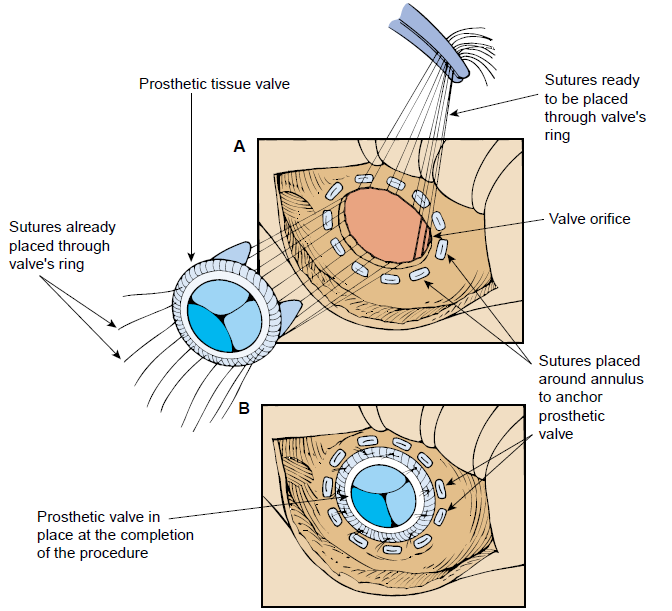 Prosthetic tissue valve
Sutures ready
to be placed
through valve's
ring
A
Valve orifice
Sutures already
placed through
valve's ring
Sutures placed
around annulus
to anchor
prosthetic
valve
B
Prosthetic valve in
place at the completion
of the procedure